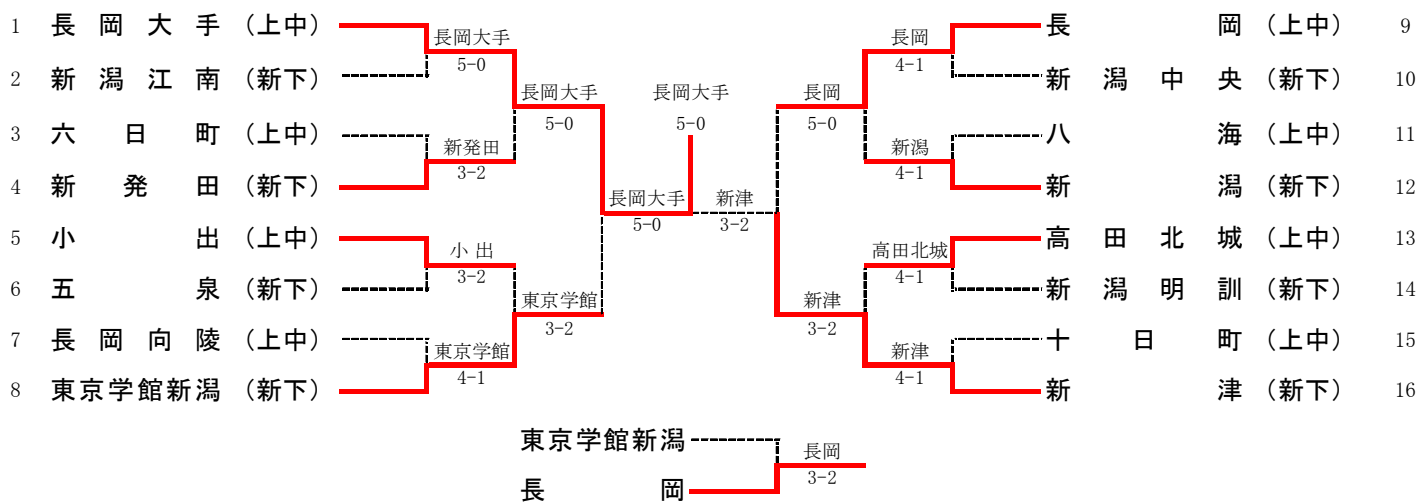 1 長岡大手（上中）
2 新潟江南（新下）
3 六日町（上中）
4 新発田（新下）
5 小出（上中）
6 五泉（新下）
7 長岡向陵（上中）
8 東京学館新潟（新下）
長岡大手
5-0
新発田
3-2
小出
3-2
東京学館
4-1
長岡大手
5-0
東京学館
3-2
長岡大手
5-0
長岡大手
5-0
新津
3-2
長岡
5-0
新津
3-2
長岡
4-1
新潟
4-1
高田北城
4-1
新津
4-1
長岡（上中） 9
新潟中央（新下） 10
八海（上中） 11
新潟（新下） 12
高田北城（上中） 13
新潟明訓（新下） 14
十日町（上中） 15
新津（新下） 16
東京学館新潟
長岡
長岡
3-2